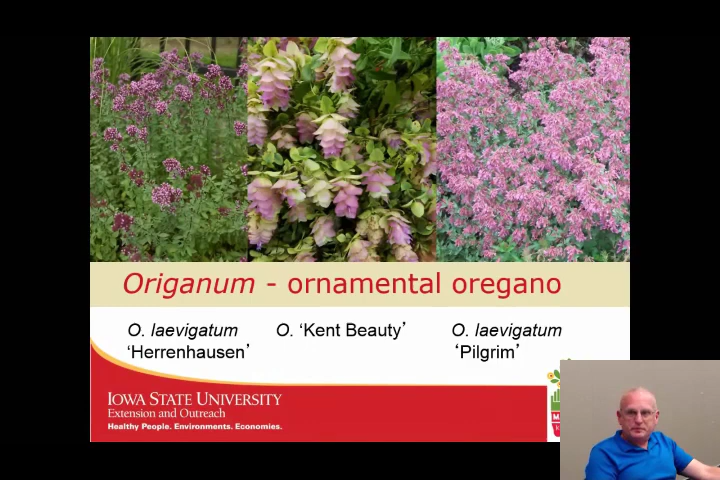 Origanum - ornamental oregano
O. laevigatum
‘Herrenhausen’
O. ‘Kent Beauty’
O. laevigatum
‘Pilgrim’
IOWA STATE UNIVERSITY
Extension and Outreach
Healthy People. Environments. Economies.